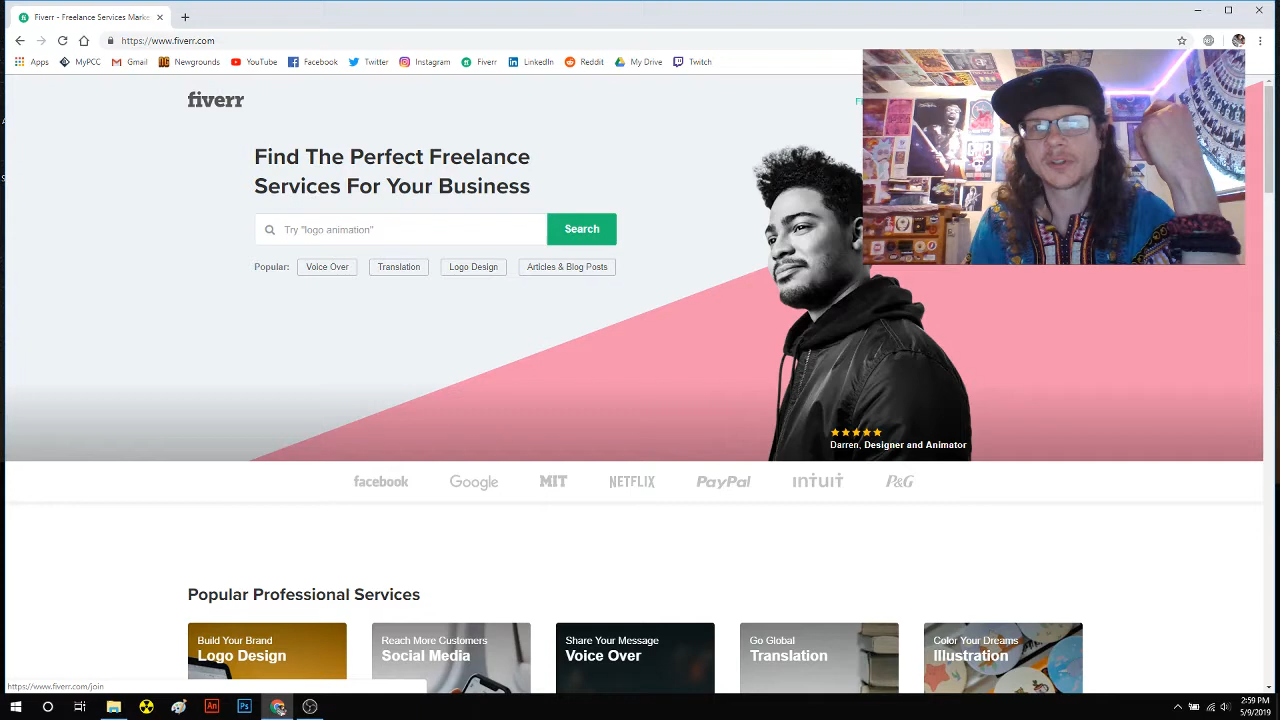 Fiverr - Freelance Services Marke
https://www.fiverr.com
Apps MyPCC Gmail Newgrounds YouTube Facebook Twitter Instagram Fiverr LinkedIn Reddit My Drive Twitch
fiverr
Find The Perfect Freelance
Services For Your Business
Try "logo animation"
Search
Popular: Voice Over Translation Logo Design Articles & Blog Posts
Darren, Designer and Animator
facebook Google MIT NETFLIX PayPal intuit P&G
Popular Professional Services
Build Your Brand
Logo Design
Reach More Customers
Social Media
Share Your Message
Voice Over
Go Global
Translation
Color Your Dreams
Illustration
https://www.fiverr.com/join
An Ps
2:59 PM
5/9/2019